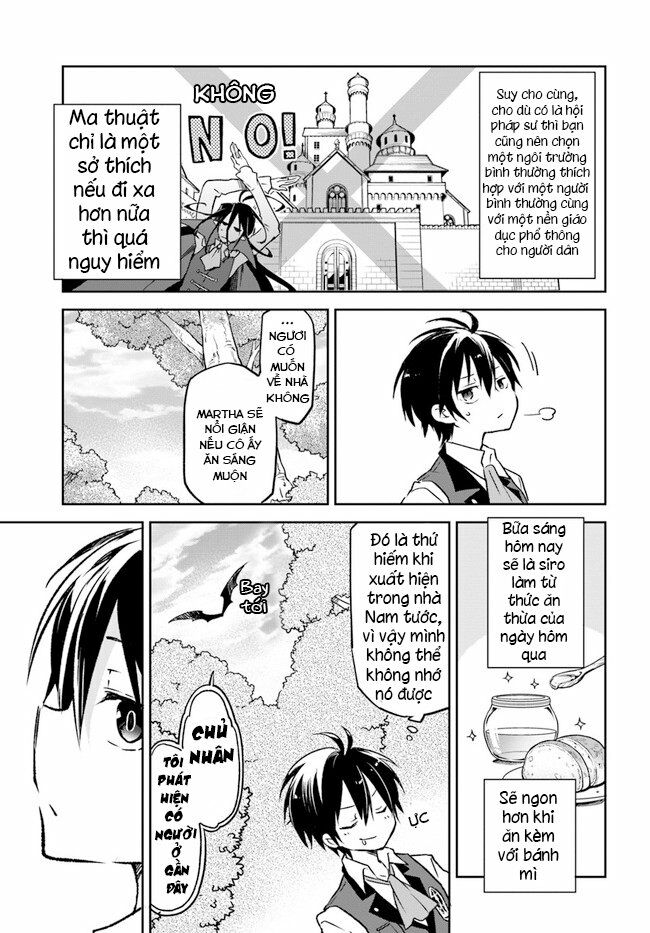 Suy cho cùng,
cho dù có là hội
pháp sư thì bạn
cũng nên chọn
một ngôi trường
bình thường thích
hợp với một người
bình thường cùng
với một nền giáo
dục phổ thông
cho người dân
KHÔNG
NO!
Ma thuật
chỉ là một
sở thích
nếu đi xa
hơn nữa
thì quá
nguy hiểm
...
NGƯƠI
CÓ
MUỐN
VỀ NHÀ
KHÔNG
MARTHA SẼ
NỔI GIẬN
NẾU CÔ ẤY
ĂN SÁNG
MUỘN
Bữa sáng
hôm nay
sẽ là siro
làm từ
thức ăn
thừa của
ngày hôm
qua
Sẽ ngon
hơn khi
ăn kèm
với bánh
mì
Đó là thứ
hiếm khi
xuất hiện
trong nhà
Nam tước,
vì vậy mình
không thể
không nhớ
nó được
ỰC
Bay
tới
CHỦ
NHÂN
TÔI
PHÁT
HIỆN
CÓ
NGƯỜI
Ở
GẦN
ĐÂY